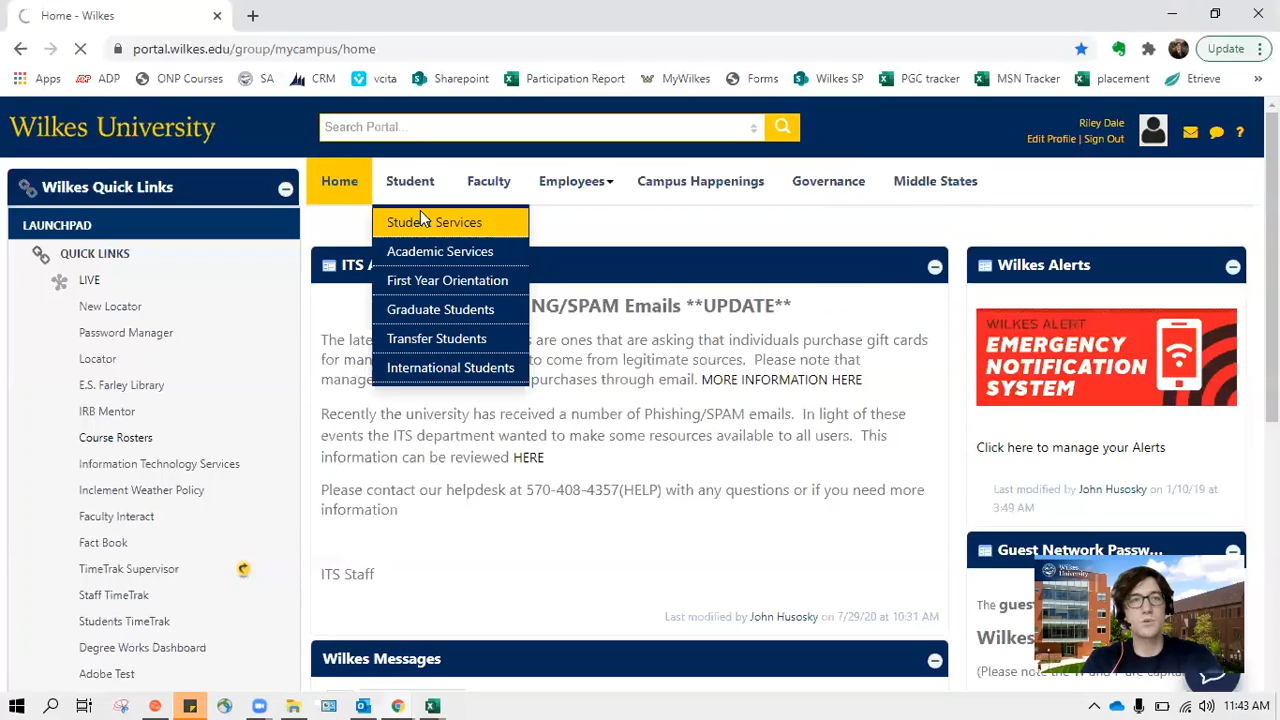 Home - Wilkes
portal.wilkes.edu/group/mycampus/home
Update
Apps
ADP
ONP Courses
SA
CRM
vcita
Sharepoint
Participation Report
MyWilkes
Forms
Wilkes SP
PGC tracker
MSN Tracker
placement
Etrieve
»
Wilkes University
Search Portal...
Riley Dale
Edit Profile | Sign Out
Wilkes Quick Links
Home
Student
Faculty
Employees
Campus Happenings
Governance
Middle States
LAUNCHPAD
QUICK LINKS
LIVE
New Locator
Password Manager
Locator
E.S. Farley Library
IRB Mentor
Course Rosters
Information Technology Services
Inclement Weather Policy
Faculty Interact
Fact Book
TimeTrak Supervisor
Staff TimeTrak
Students TimeTrak
Degree Works Dashboard
Adobe Test
Student Services
Academic Services
First Year Orientation
Graduate Students
Transfer Students
International Students
ITS A
NG/SPAM Emails **UPDATE**
The late are ones that are asking that individuals purchase gift cards
for man to come from legitimate sources. Please note that
manag purchases through email. MORE INFORMATION HERE
Recently the university has received a number of Phishing/SPAM emails. In light of these
events the ITS department wanted to make some resources available to all users. This
information can be reviewed HERE
Please contact our helpdesk at 570-408-4357(HELP) with any questions or if you need more
information
ITS Staff
Last modified by John Husosky on 7/29/20 at 10:31 AM
Wilkes Messages
Wilkes Alerts
WILKES ALERT
EMERGENCY
NOTIFICATION
SYSTEM
Click here to manage your Alerts
Last modified by John Husosky on 1/10/19 at
3:49 AM
Guest Network Passw...
The gues
Wilkes
(Please note the W and P are capita
Wilkes University
11:43 AM